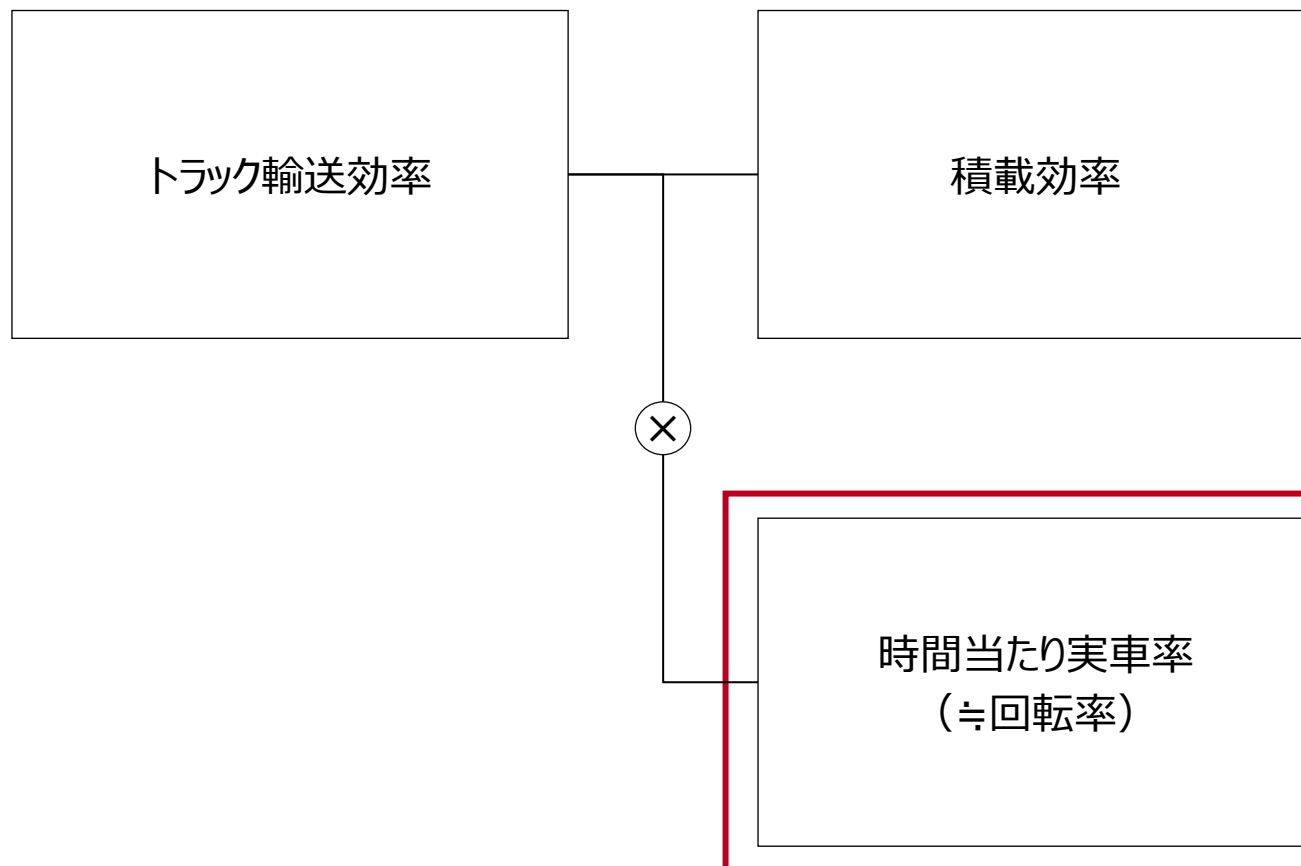 トラック輸送効率
積載効率
×
時間当たり実車率
（≒回転率）